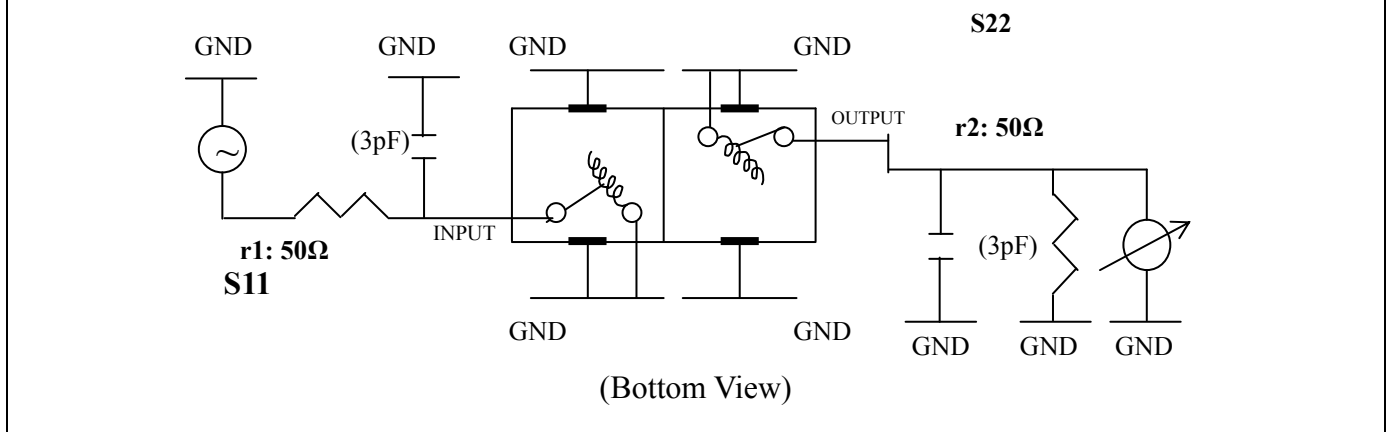 S22
GND
GND
GND
GND
OUTPUT
r2: 50Ω
(3pF)
~
INPUT
r1: 50Ω
S11
(3pF)
GND
GND
GND
GND
GND
(Bottom View)